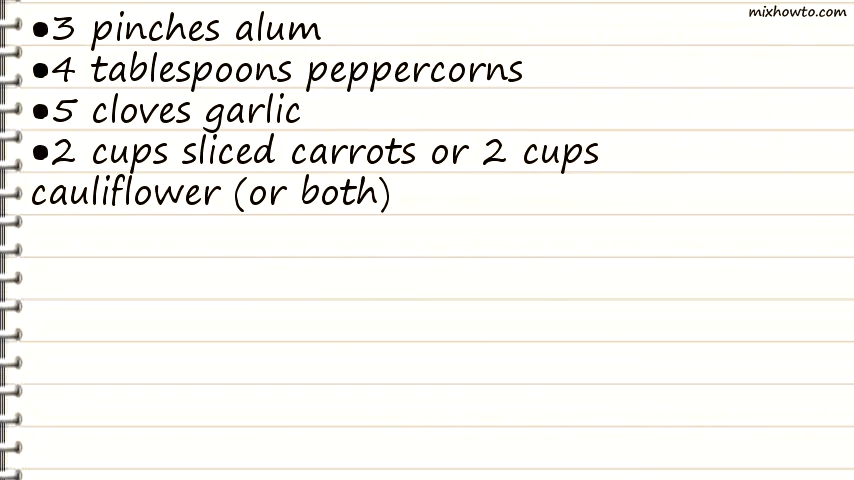 mixhowto.com
•3 pinches alum
•4 tablespoons peppercorns
•5 cloves garlic
•2 cups sliced carrots or 2 cups
cauliflower (or both)